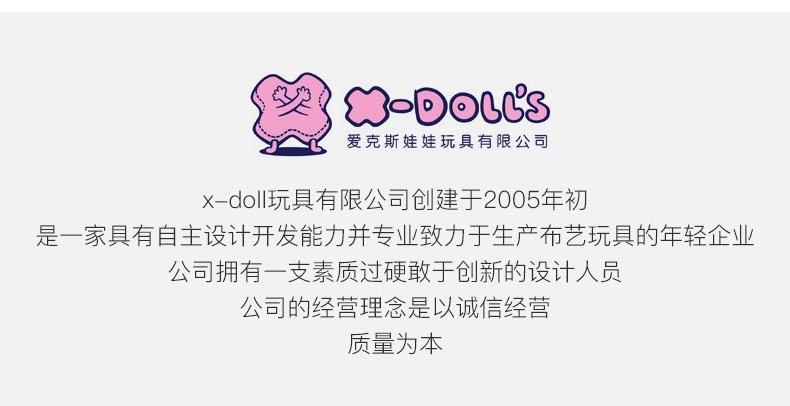 X-DOLL'S
爱克斯娃娃玩具有限公司
x-doll玩具有限公司创建于2005年初
是一家具有自主设计开发能力并专业致力于生产布艺玩具的年轻企业
公司拥有一支素质过硬敢于创新的设计人员
公司的经营理念是以诚信经营
质量为本